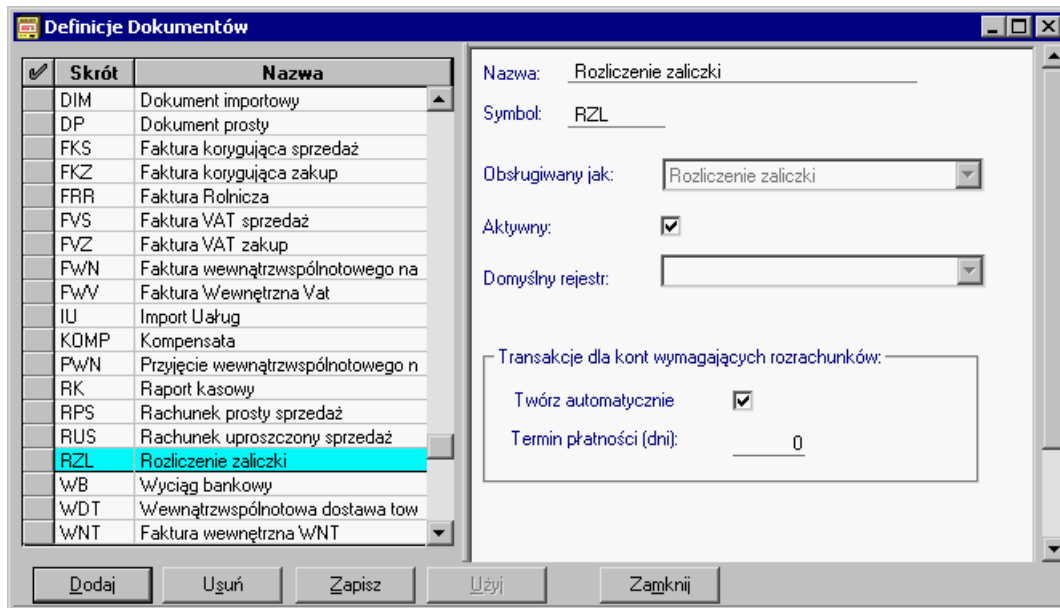 Definicje Dokumentów
Skrót Nazwa
DIM Dokument importowy
DP Dokument prosty
FKS Faktura korygująca sprzedaż
FKZ Faktura korygująca zakup
FRR Faktura Rolnicza
FVS Faktura VAT sprzedaż
FVZ Faktura VAT zakup
FWN Faktura wewnątrzwspólnotowego na
FWV Faktura Wewnętrzna Vat
IU Import Uaług
KOMP Kompensata
PWN Przyjęcie wewnątrzwspólnotowego n
RK Raport kasowy
RPS Rachunek prosty sprzedaż
RUS Rachunek uproszczony sprzedaż
RZL Rozliczenie zaliczki
WB Wyciąg bankowy
WDT Wewnątrzwspólnotowa dostawa tow
WNT Faktura wewnętrzna WNT
Nazwa: Rozliczenie zaliczki
Symbol: RZL
Obsługiwany jak: Rozliczenie zaliczki
Aktywny:
Domyślny rejestr:
Transakcje dla kont wymagających rozrachunków:
Twórz automatycznie
Termin płatności (dni): 0
Dodaj Usuń Zapisz Użyj Zamknij